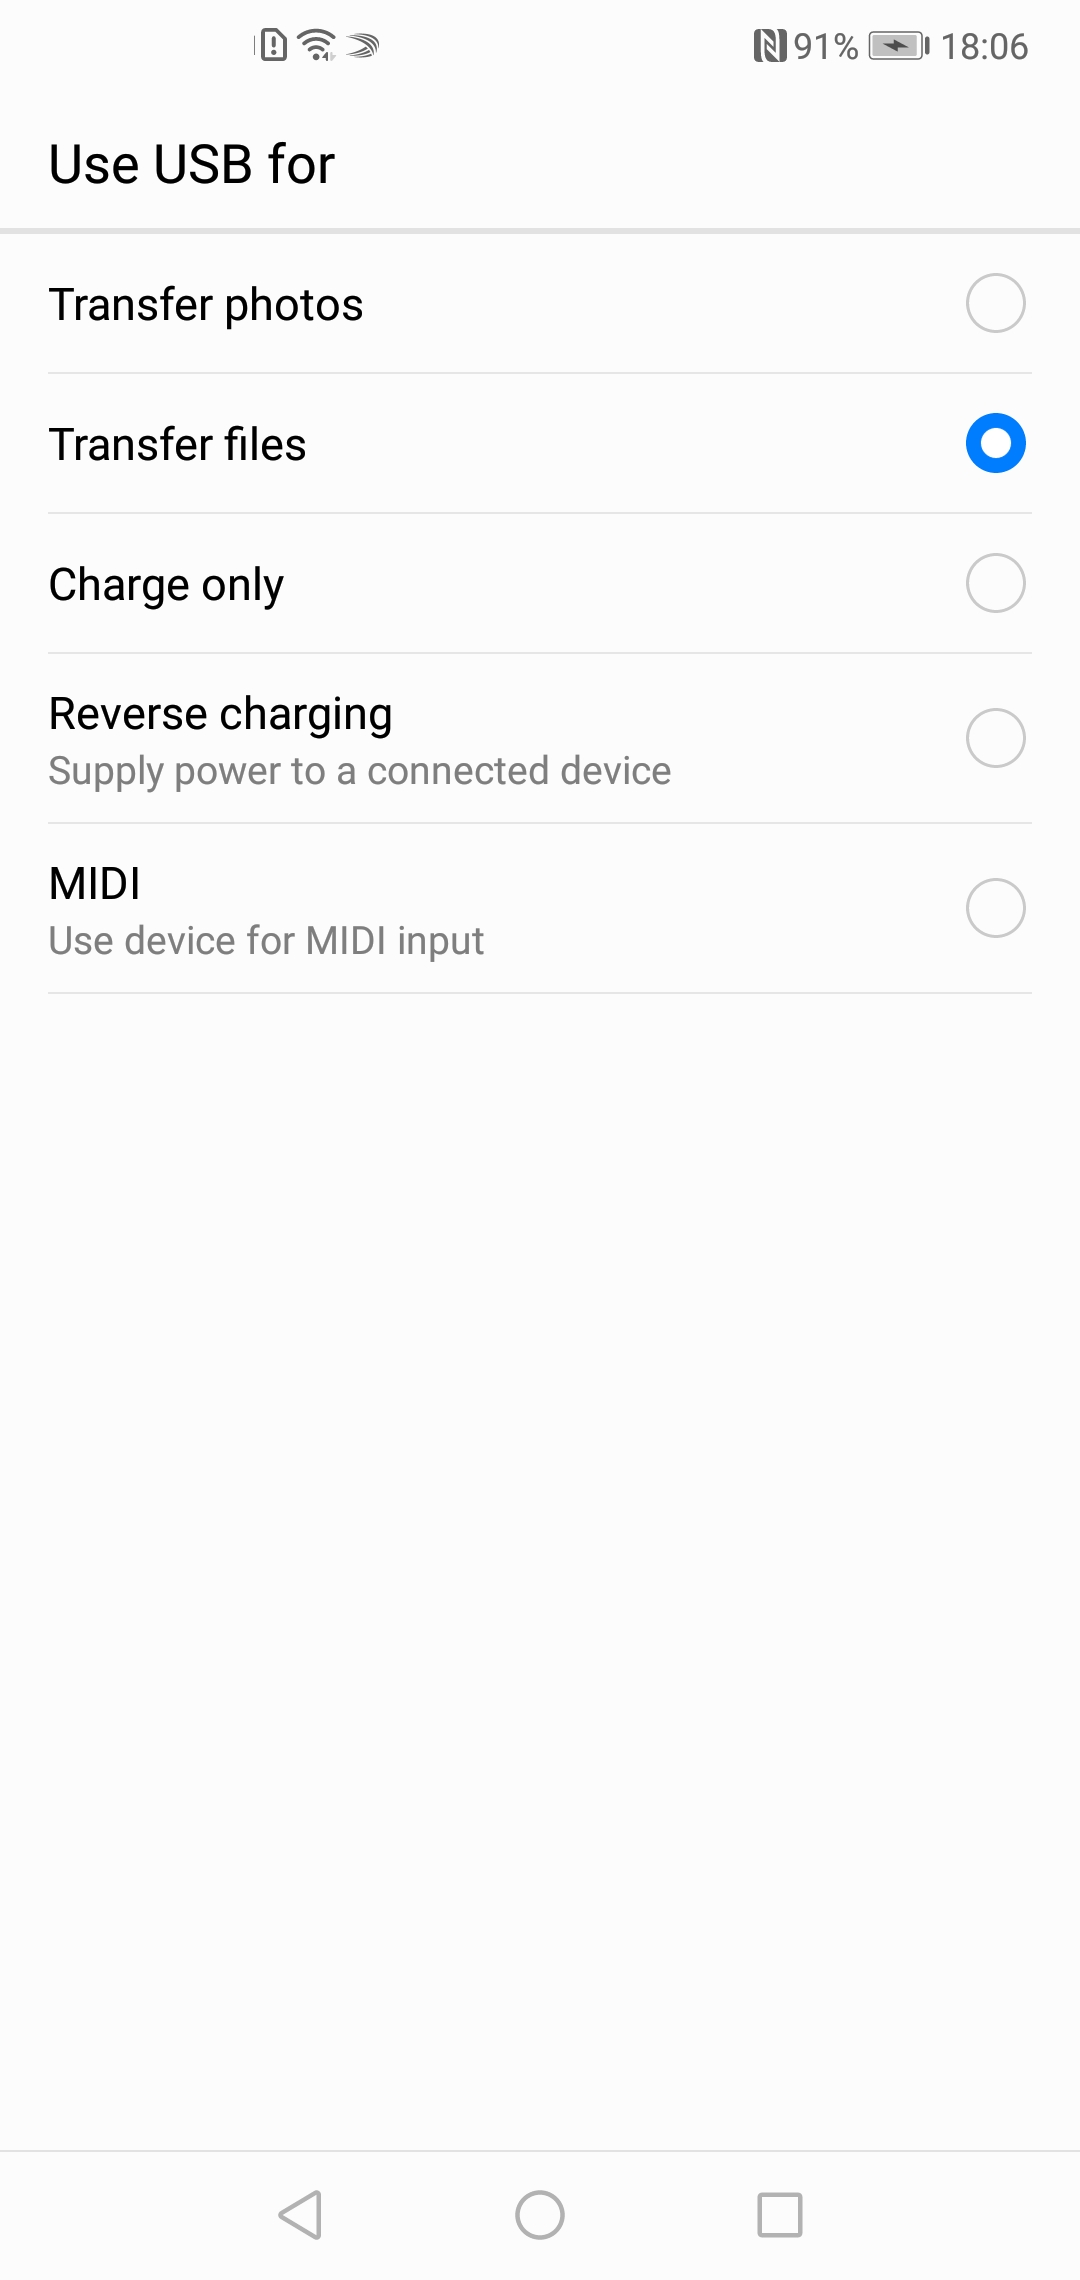 91% 18:06
Use USB for
Transfer photos
Transfer files
Charge only
Reverse charging
Supply power to a connected device
MIDI
Use device for MIDI input